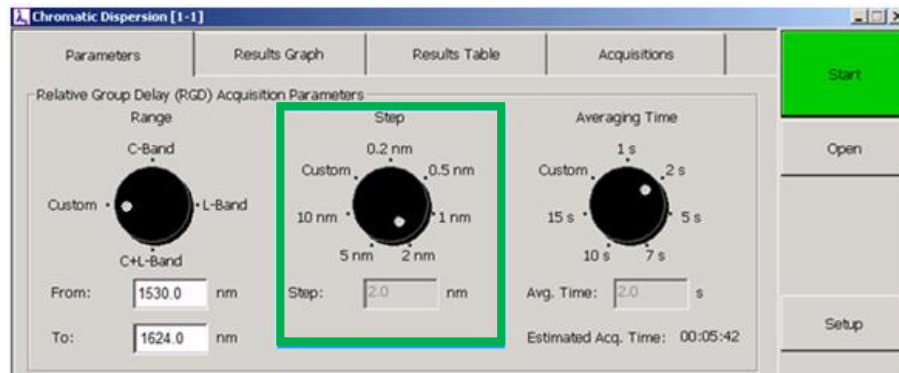 Chromatic Dispersion [1-1]
Parameters Results Graph Results Table Acquisitions
Start
Open
Setup
Relative Group Delay (RGD) Acquisition Parameters
Range
C-Band
Custom
L-Band
C+L-Band
From: 1530.0 nm
To: 1624.0 nm
Step
0.2 nm
Custom
0.5 nm
10 nm
1 nm
5 nm
2 nm
Step: 2.0 nm
Averaging Time
1 s
Custom
2 s
15 s
5 s
10 s
7 s
Avg. Time: 2.0 s
Estimated Acq. Time: 00:05:42